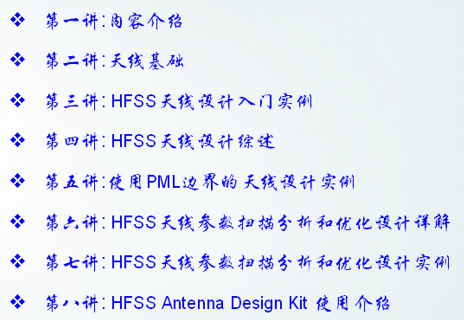 ❖ 第一讲:内容介绍
❖ 第二讲:天线基础
❖ 第三讲: HFSS天线设计入门实例
❖ 第四讲: HFSS天线设计综述
❖ 第五讲:使用PML边界的天线设计实例
❖ 第六讲: HFSS天线参数扫描分析和优化设计详解
❖ 第七讲: HFSS天线参数扫描分析和优化设计实例
❖ 第八讲: HFSS Antenna Design Kit 使用介绍